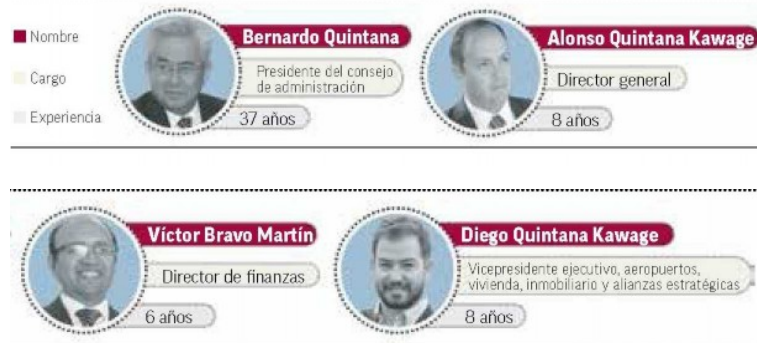 Nombre
Cargo
Experiencia
Bernardo Quintana
Presidente del consejo
de administración
37 años
Alonso Quintana Kawage
Director general
8 años
Víctor Bravo Martín
Director de finanzas
6 años
Diego Quintana Kawage
Vicepresidente ejecutivo, aeropuertos,
vivienda, inmobiliario y alianzas estratégicas
8 años